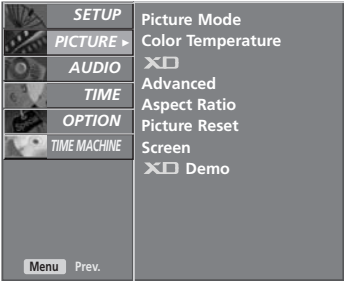 SETUP
PICTURE ►
AUDIO
TIME
OPTION
TIME MACHINE
Menu Prev.
Picture Mode
Color Temperature
XD
Advanced
Aspect Ratio
Picture Reset
Screen
XD Demo